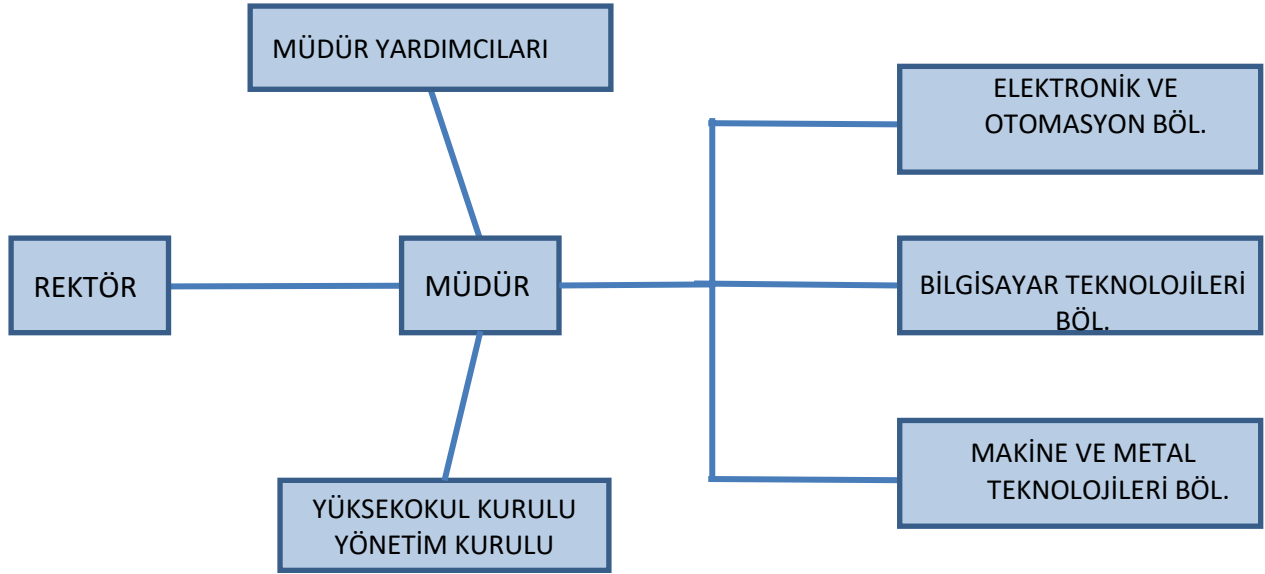 MÜDÜR YARDIMCILARI
ELEKTRONİK VE
OTOMASYON BÖL.
REKTÖR
MÜDÜR
BİLGİSAYAR TEKNOLOJİLERİ
BÖL.
YÜKSEKOKUL KURULU
YÖNETİM KURULU
MAKİNE VE METAL
TEKNOLOJİLERİ BÖL.